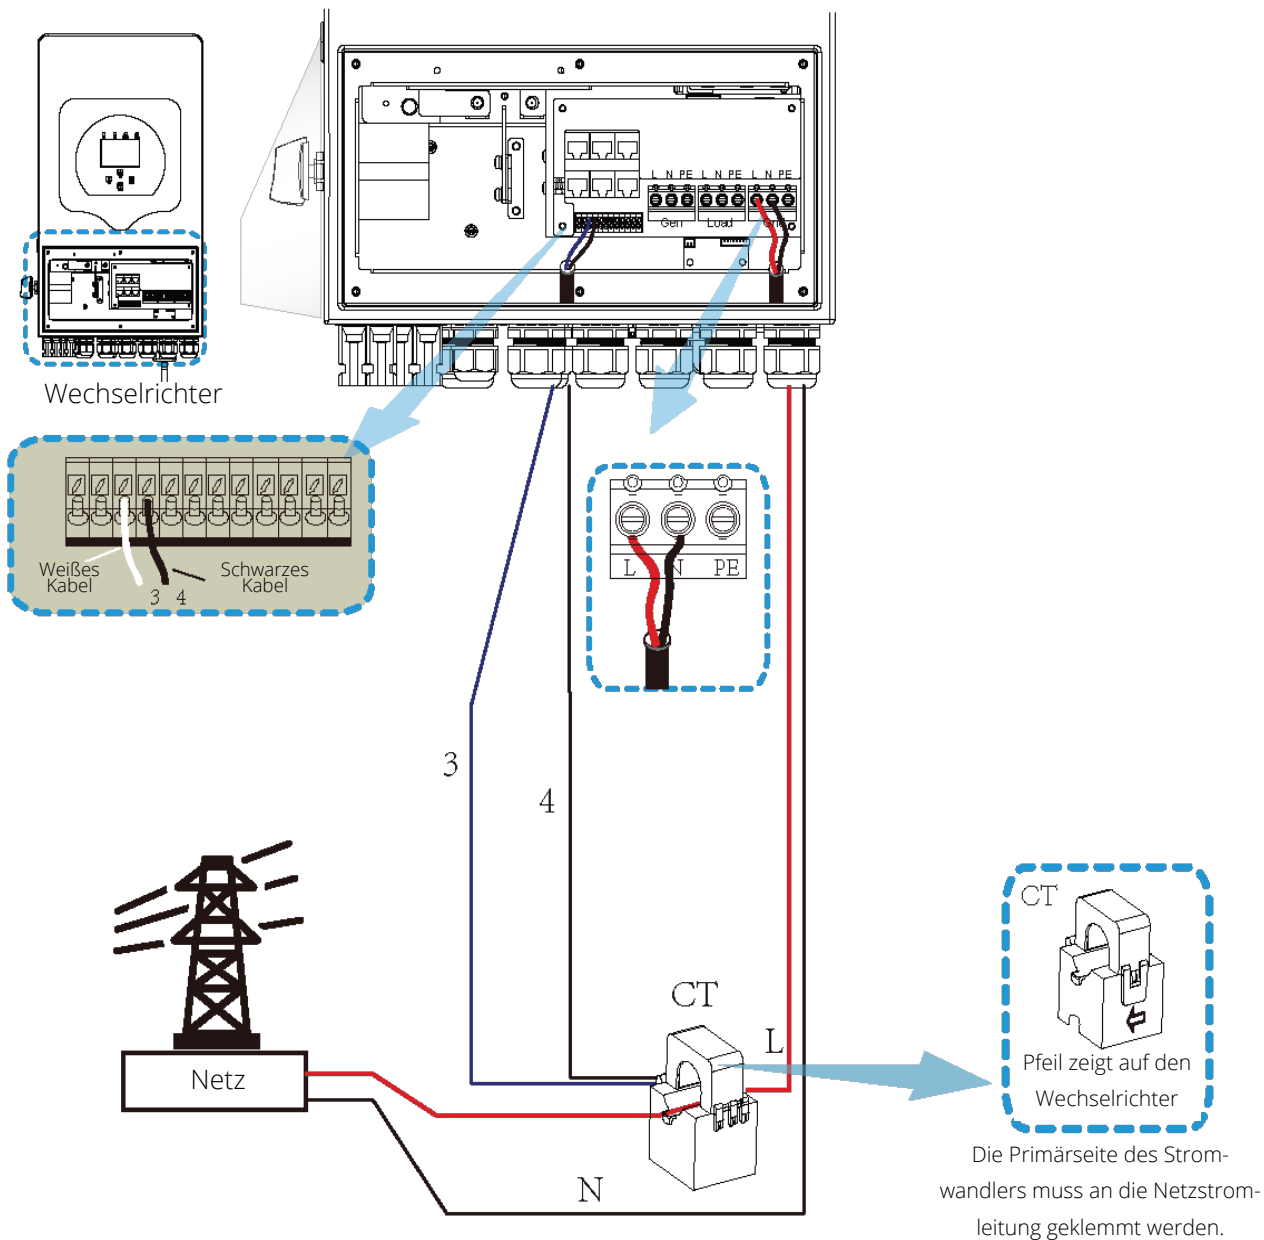 L N PE L N PE L N PE
Gen Load Grid
Wechselrichter
Weißes
Kabel
Schwarzes
Kabel
3 4
L N PE
3
4
CT
L
Netz
N
CT
Pfeil zeigt auf den
Wechselrichter
Die Primärseite des Strom-
wandlers muss an die Netzstrom-
leitung geklemmt werden.